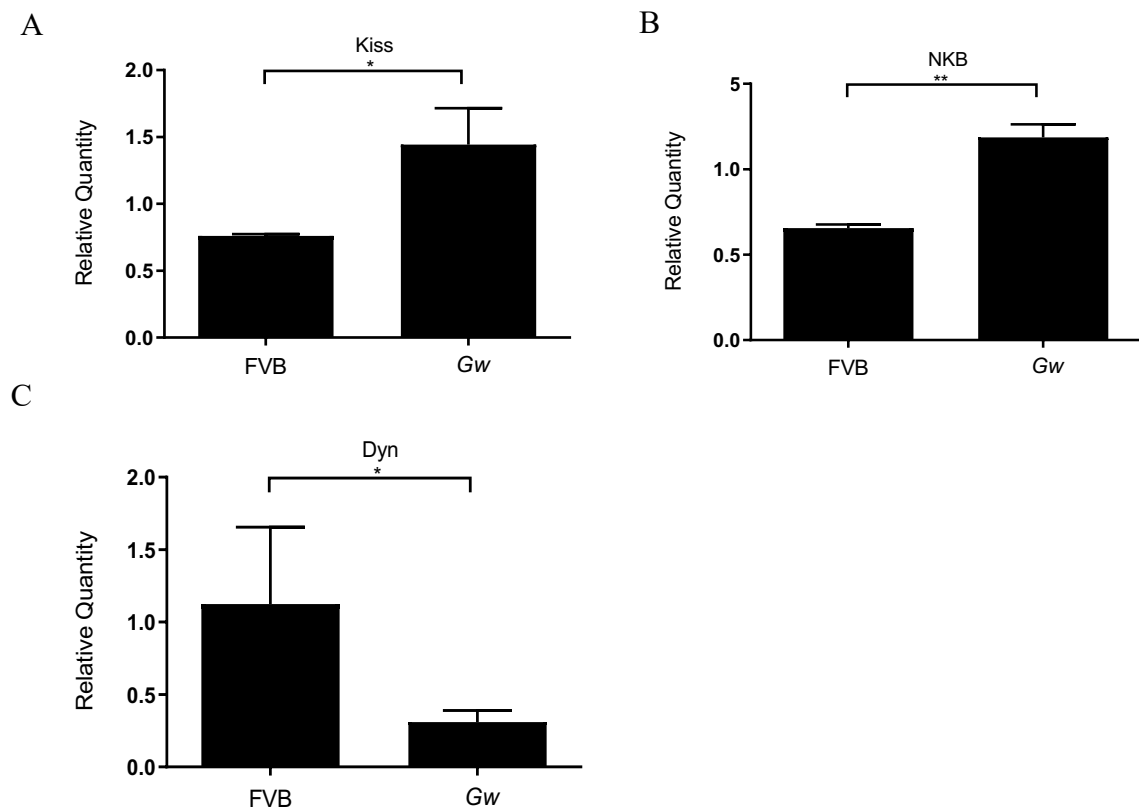 A
Kiss
*
Relative Quantity
2.0
1.5
1.0
0.5
0.0
FVB
Gw
B
NKB
**
Relative Quantity
5
1.0
0.5
0.0
FVB
Gw
C
Dyn
*
Relative Quantity
2.0
1.5
1.0
0.5
0.0
FVB
Gw